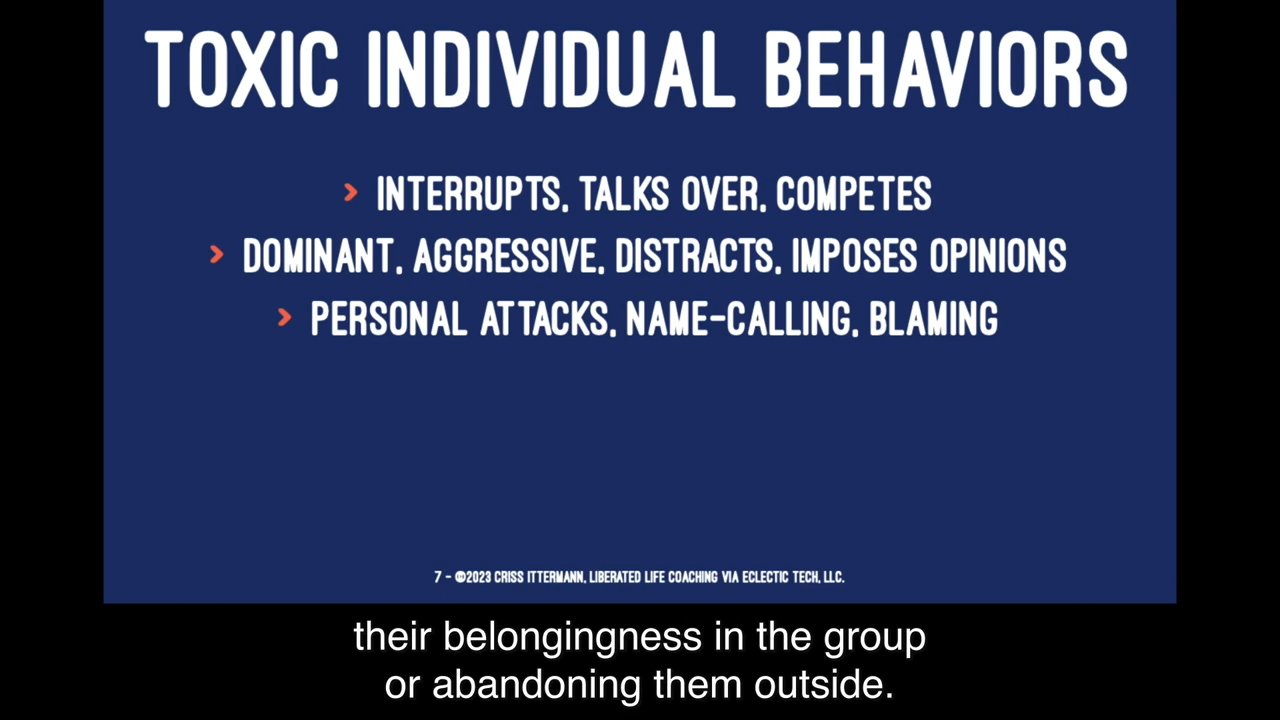 TOXIC INDIVIDUAL BEHAVIORS
> INTERRUPTS, TALKS OVER, COMPETES
> DOMINANT, AGGRESSIVE, DISTRACTS, IMPOSES OPINIONS
> PERSONAL ATTACKS, NAME-CALLING, BLAMING
7 - ©2023 CRISS ITTERMANN, LIBERATED LIFE COACHING VIA ECLECTIC TECH, LLC.
their belongingness in the group
or abandoning them outside.